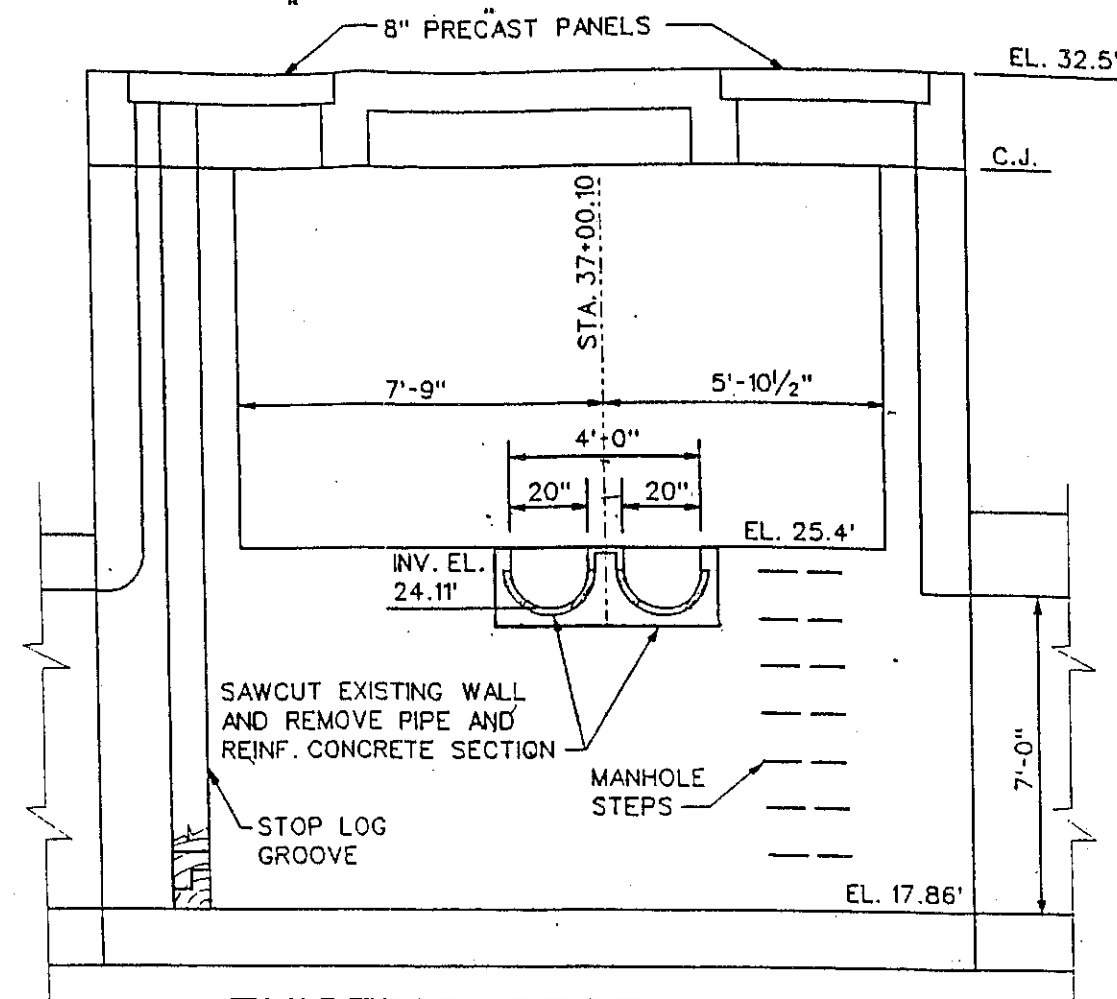 8" PRECAST PANELS
EL. 32.5'
C.J.
STA. 37+00.10
7'-9"
5'-10 1/2"
4'-0"
20"
20"
EL. 25.4'
INV. EL.
24.11'
SAWCUT EXISTING WALL
AND REMOVE PIPE AND
REINF. CONCRETE SECTION
MANHOLE
STEPS
7'-0"
STOP LOG
GROOVE
EL. 17.86'